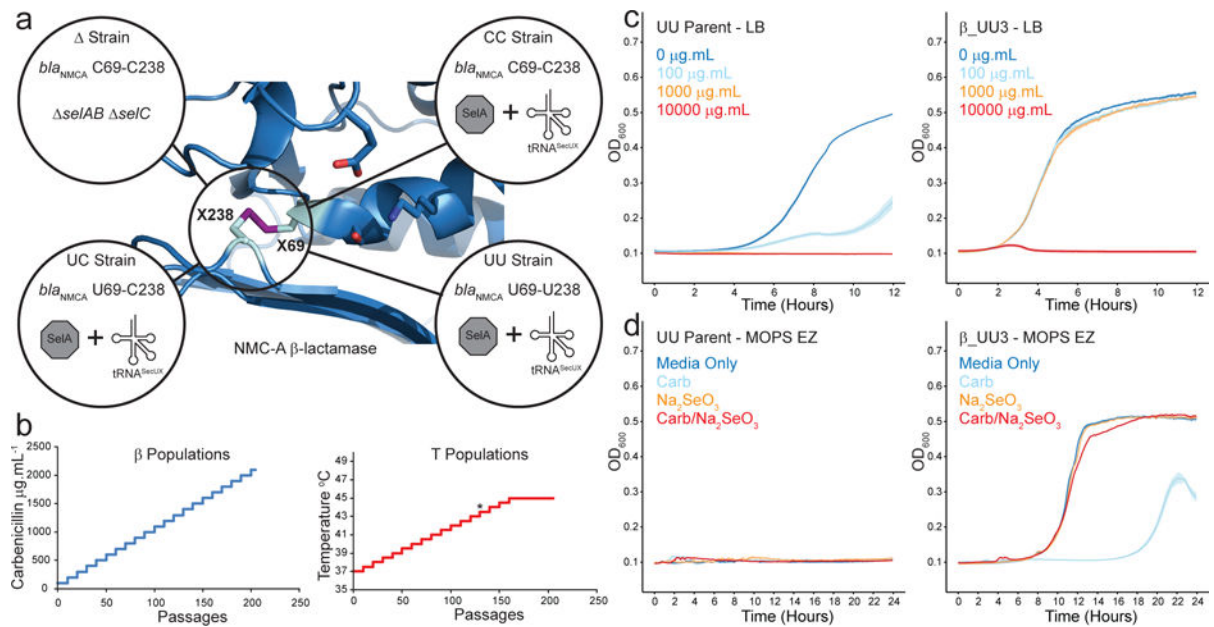 a
Δ Strain
bla NMCA C69-C238
ΔselAB ΔselC
CC Strain
bla NMCA C69-C238
SelA + tRNA SecUX
X238
X69
UC Strain
bla NMCA U69-C238
SelA + tRNA SecUX
UU Strain
bla NMCA U69-U238
SelA + tRNA SecUX
NMC-A β-lactamase
b
β Populations
Carbenicillin µg.mL-1
2500
2000
1500
1000
500
0
0 50 100 150 200 250
Passages
T Populations
Temperature °C
49
47
45
43
41
39
37
35
*
0 50 100 150 200 250
Passages
c
UU Parent - LB
0 µg.mL
100 µg.mL
1000 µg.mL
10000 µg.mL
OD600
0.7
0.6
0.5
0.4
0.3
0.2
0.1
0 2 4 6 8 10 12
Time (Hours)
β_UU3 - LB
0 µg.mL
100 µg.mL
1000 µg.mL
10000 µg.mL
OD600
0.7
0.6
0.5
0.4
0.3
0.2
0.1
0 2 4 6 8 10 12
Time (Hours)
d
UU Parent - MOPS EZ
Media Only
Carb
Na2SeO3
Carb/Na2SeO3
OD600
0.7
0.6
0.5
0.4
0.3
0.2
0.1
0 2 4 6 8 10 12 14 16 18 20 22 24
Time (Hours)
β_UU3 - MOPS EZ
Media Only
Carb
Na2SeO3
Carb/Na2SeO3
OD600
0.7
0.6
0.5
0.4
0.3
0.2
0.1
0 2 4 6 8 10 12 14 16 18 20 22 24
Time (Hours)